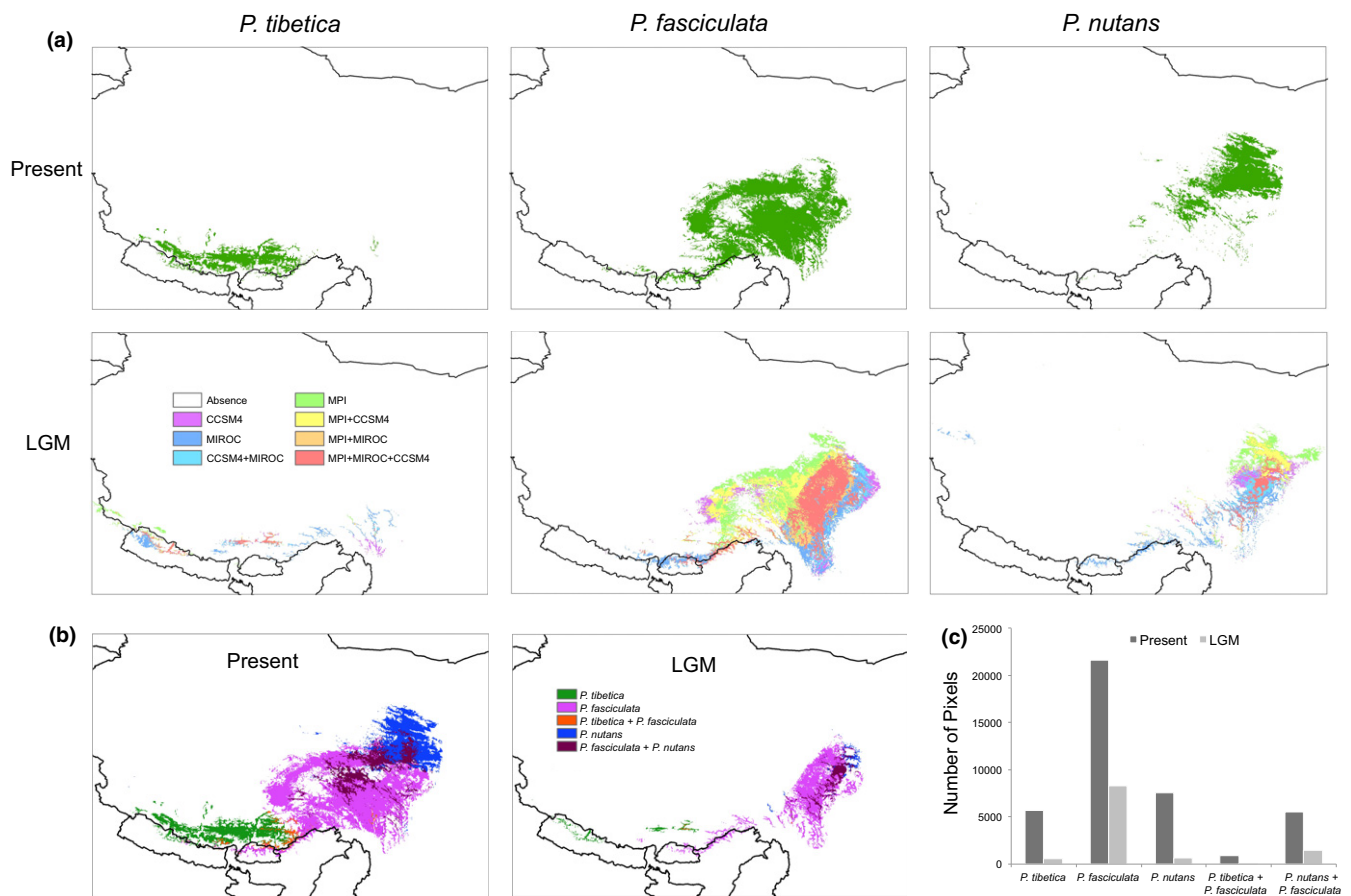 P. tibetica
P. fasciculata
P. nutans
(a)
Present
LGM
Absence
MPI
CCSM4
MPI+CCSM4
MIROC
MPI+MIROC
CCSM4+MIROC
MPI+MIROC+CCSM4
(b)
Present
LGM
P. tibetica
P. fasciculata
P. tibetica + P. fasciculata
P. nutans
P. fasciculata + P. nutans
(c)
Present
LGM
Number of Pixels
25000
20000
15000
10000
5000
0
P. tibetica
P. fasciculata
P. nutans
P. tibetica +
P. fasciculata
P. nutans +
P. fasciculata